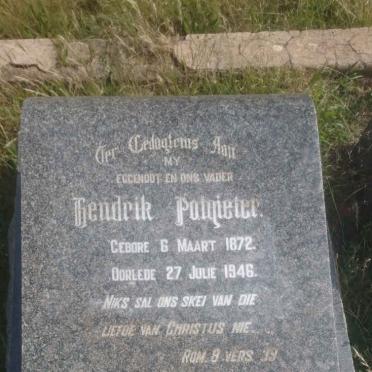 Ter Gedagtenis Aan
MY
EGGENOOT EN ONS VADER
Hendrik Potgieter.
GEBORE 6 MAART 1872.
OORLEDE 27 JULIE 1946.
NIKS SAL ONS SKEI VAN DIE
LIEFDE VAN CHRISTUS NIE....
ROM. 8 VERS 39